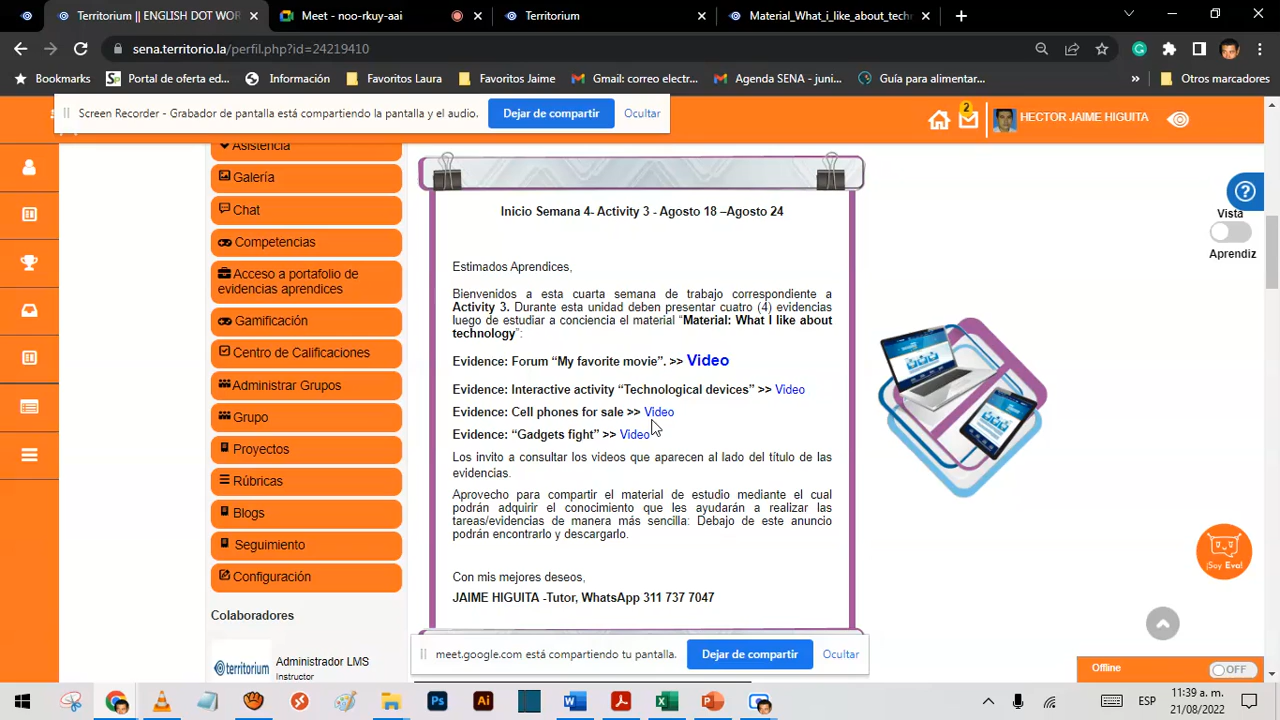 Territorium || ENGLISH DOT WOR
Meet - noo-rkuy-aai
Territorium
Material_What_i_like_about_techn
sena.territorio.la/perfil.php?id=24219410
Bookmarks
Portal de oferta ed...
Información
Favoritos Laura
Favoritos Jaime
Gmail: correo electr...
Agenda SENA - Juni...
Guía para alimentar...
»
Otros marcadores
Screen Recorder - Grabador de pantalla está compartiendo la pantalla y el audio.
Dejar de compartir
Ocultar
2
HECTOR JAIME HIGUITA
Asistencia
Galería
Chat
Competencias
Acceso a portafolio de
evidencias aprendices
Gamificación
Centro de Calificaciones
Administrar Grupos
Grupo
Proyectos
Rúbricas
Blogs
Seguimiento
Configuración
Colaboradores
territorium
Administrador LMS
Instructor
Inicio Semana 4- Activity 3 - Agosto 18 –Agosto 24
Estimados Aprendices,
Bienvenidos a esta cuarta semana de trabajo correspondiente a
Activity 3. Durante esta unidad deben presentar cuatro (4) evidencias
luego de estudiar a conciencia el material “Material: What I like about
technology”:
Evidence: Forum “My favorite movie”. >> Video
Evidence: Interactive activity “Technological devices” >> Video
Evidence: Cell phones for sale >> Video
Evidence: “Gadgets fight” >> Video
Los invito a consultar los videos que aparecen al lado del título de las
evidencias.
Aprovecho para compartir el material de estudio mediante el cual
podrán adquirir el conocimiento que les ayudarán a realizar las
tareas/evidencias de manera más sencilla: Debajo de este anuncio
podrán encontrarlo y descargarlo.
Con mis mejores deseos,
JAIME HIGUITA -Tutor, WhatsApp 311 737 7047
meet.google.com está compartiendo tu pantalla.
Dejar de compartir
Ocultar
?
Vista
Aprendiz
¡Soy Eva!
Offline
OFF
ESP
11:39 a. m.
21/08/2022